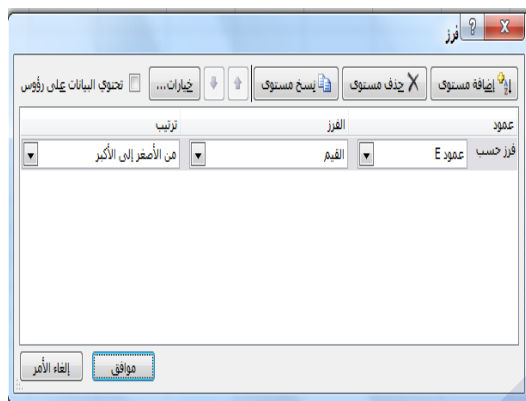 فرز
إضافة مستوى حذف مستوى نسخ مستوى خيارات... تحتوي البيانات على رؤوس
عمود الفرز ترتيب
فرز حسب عمود E القيم من الأصغر إلى الأكبر
موافق إلغاء الأمر